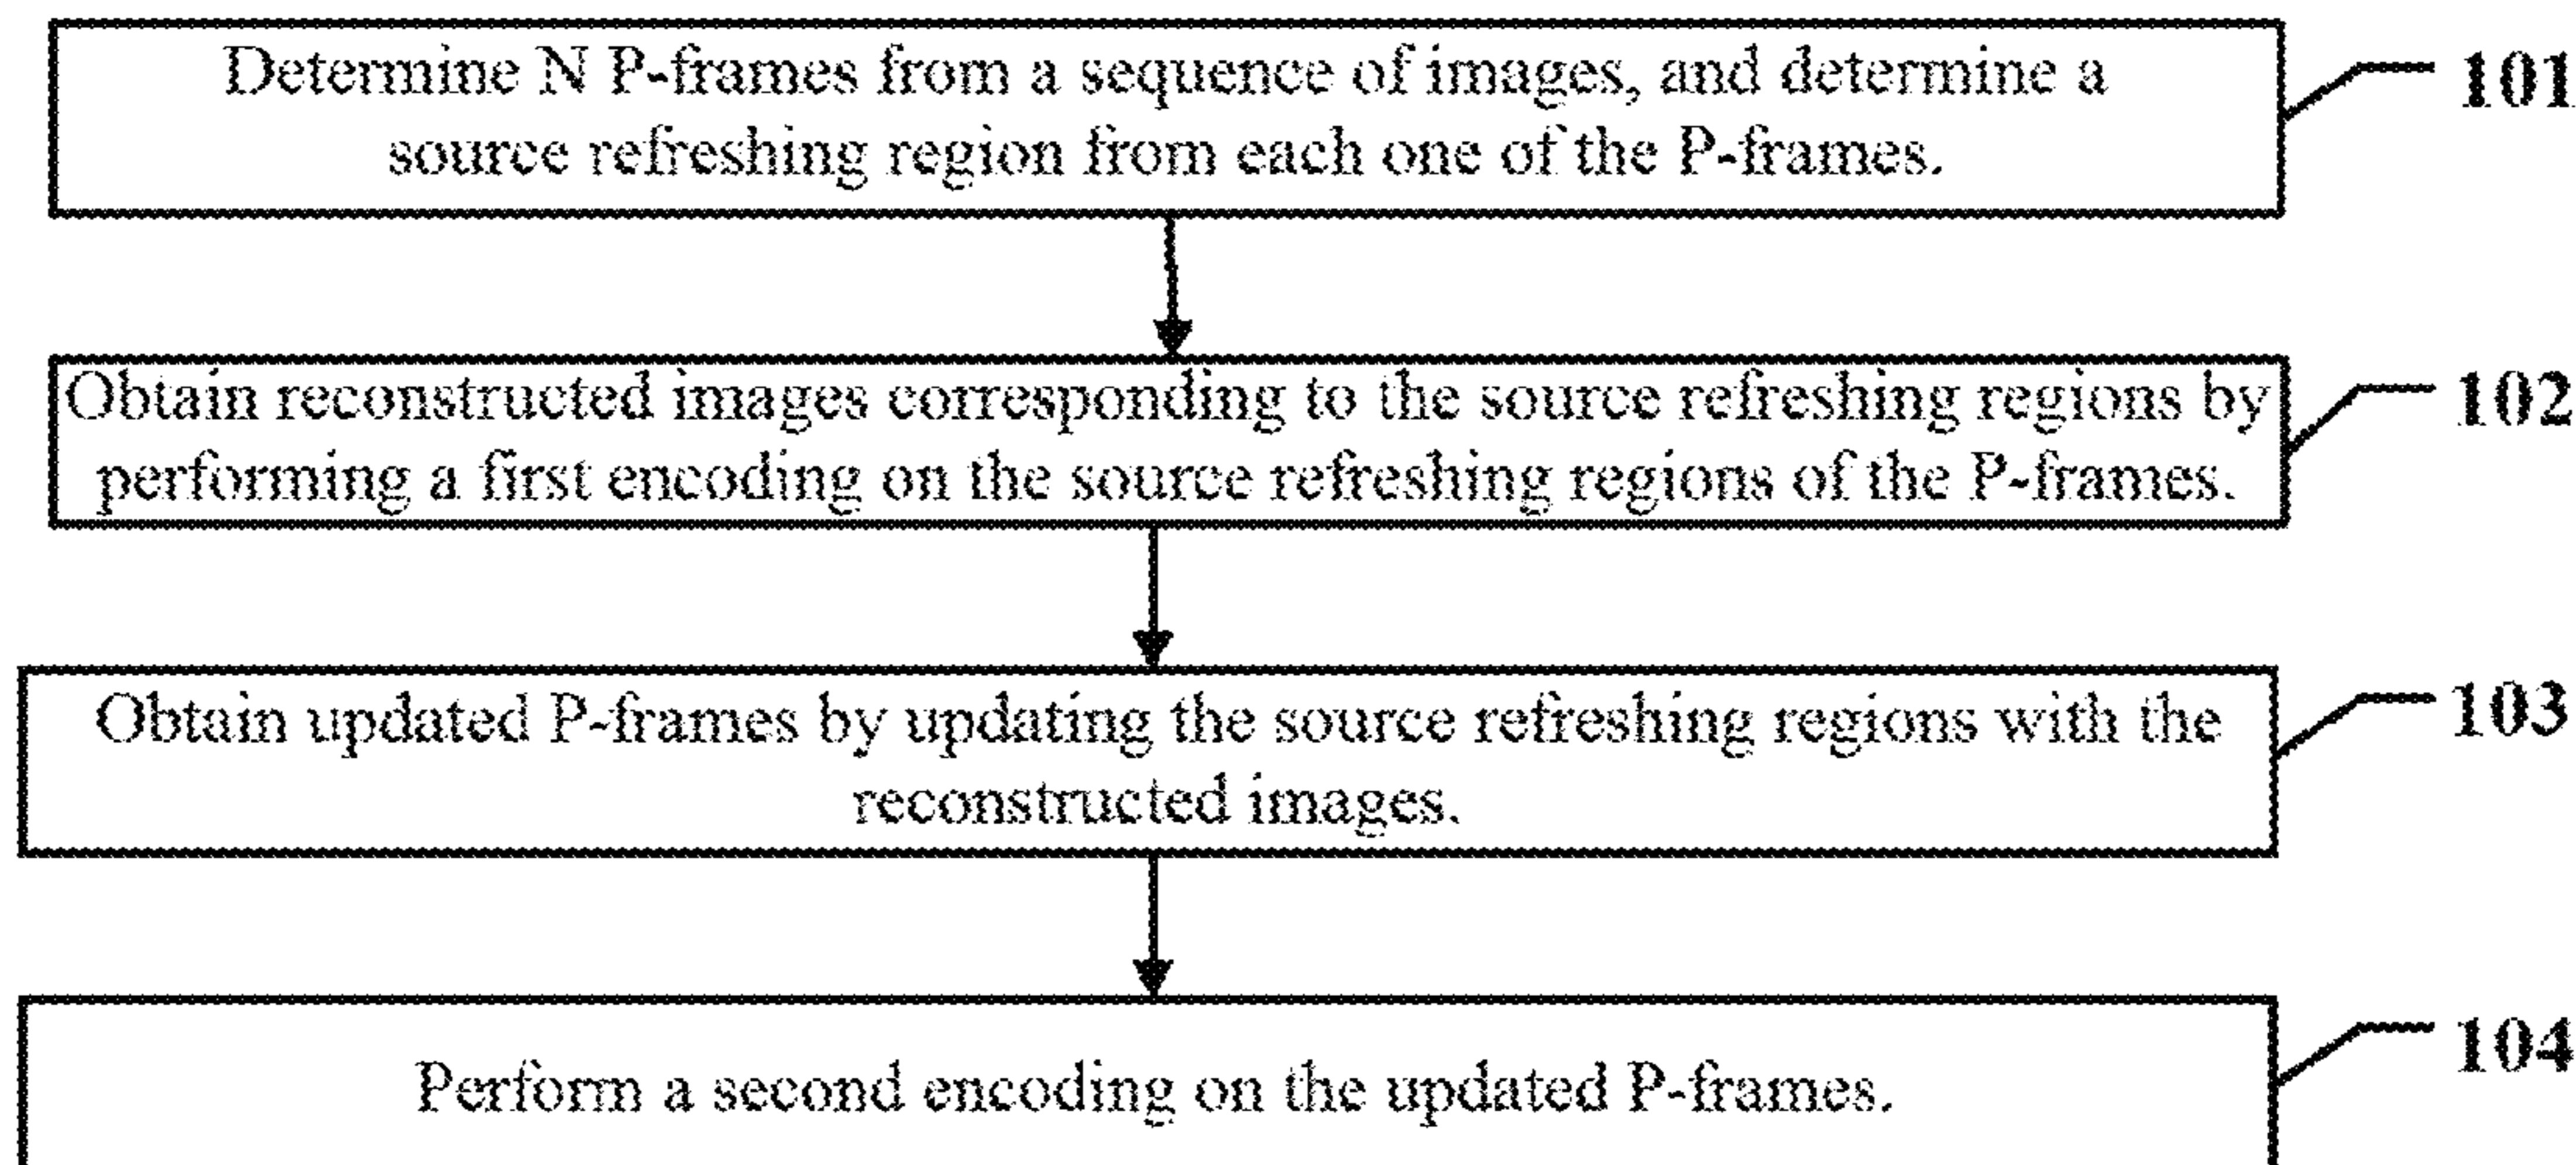 Determine N P-frames from a sequence of images, and determine a
101
source refreshing region from each one of the P-frames.
Obtain reconstructed images corresponding to the source refreshing regions by
102
performing a first encoding on the source refreshing regions of the P-frames.
Obtain updated P-frames by updating the source refreshing regions with the
103
reconstructed images.
Perform a second encoding on the updated P-frames.
104